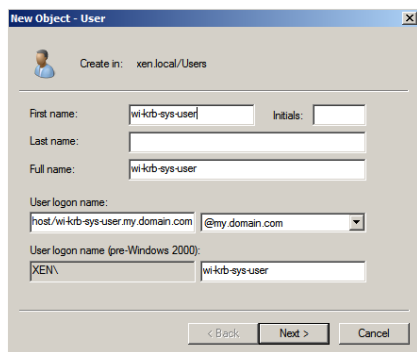 New Object - User
Create in: xen.local/Users
First name: wi-krb-sys-user Initials:
Last name:
Full name: wi-krb-sys-user
User logon name:
host/wi-krb-sys-user.my.domain.com @my.domain.com
User logon name (pre-Windows 2000):
XEN\ wi-krb-sys-user
< Back Next > Cancel